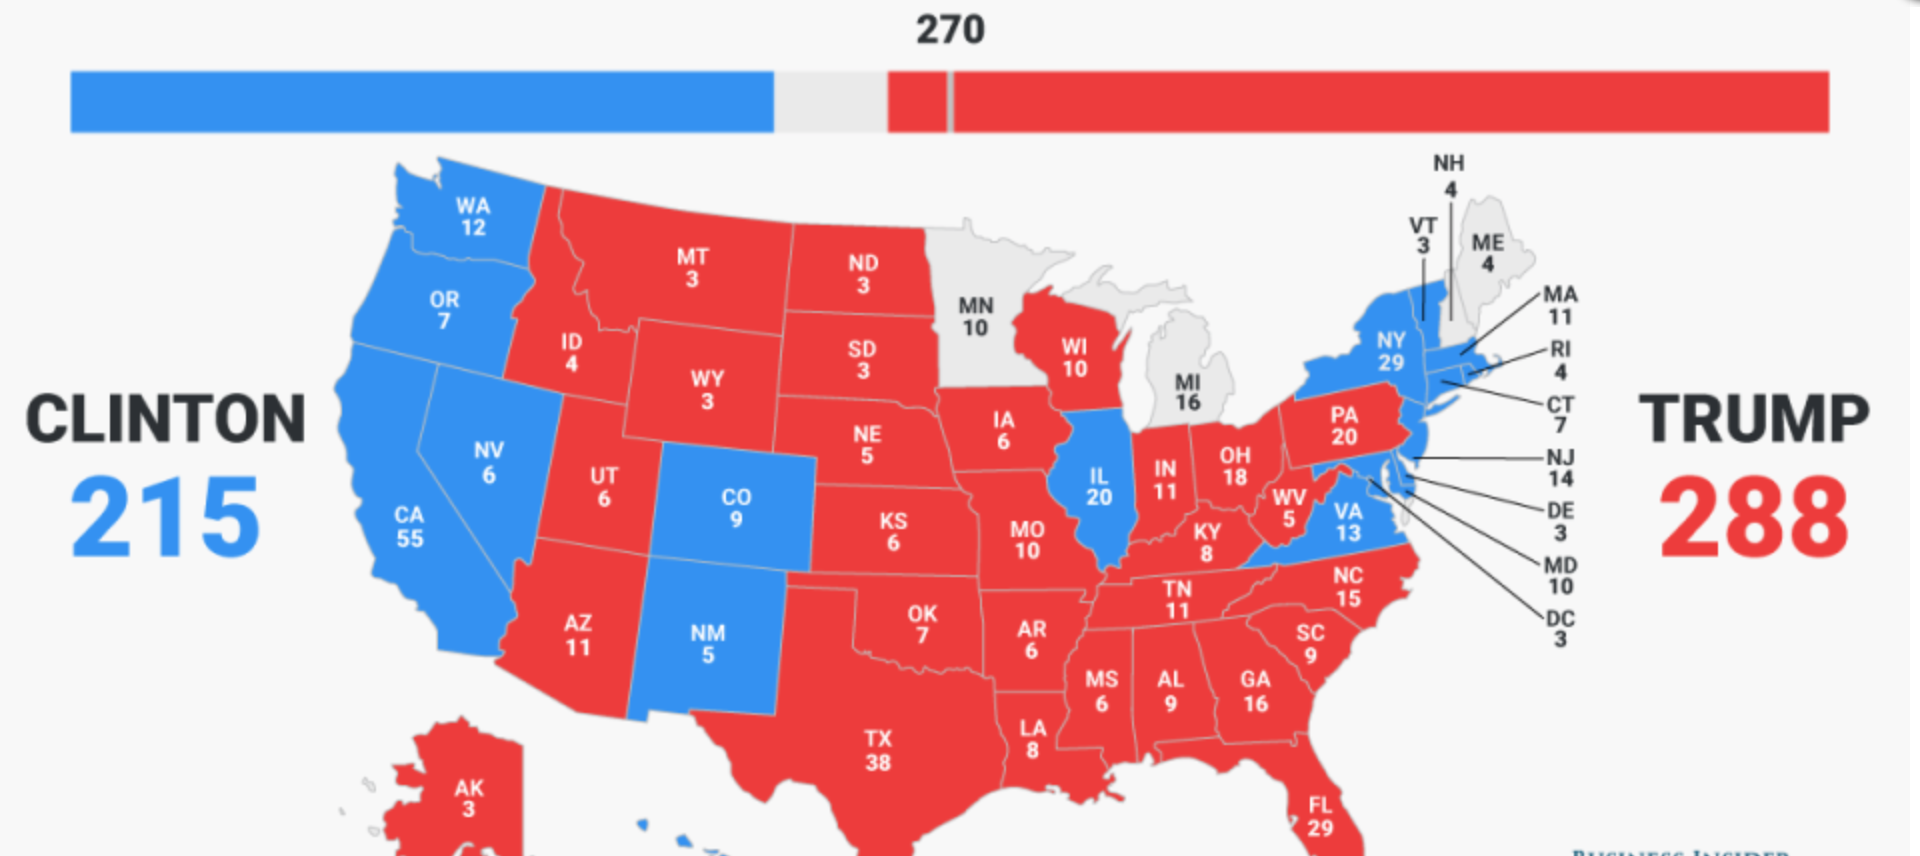 270
NH
4
VT
3
ME
4
WA
12
MT
3
ND
3
OR
7
MN
10
MA
11
ID
4
SD
3
WI
10
NY
29
RI
4
WY
3
MI
16
CT
7
CLINTON
215
TRUMP
288
NV
6
UT
6
CO
9
NE
5
IA
6
IL
20
IN
11
OH
18
PA
20
NJ
14
CA
55
KS
6
MO
10
KY
8
WV
5
VA
13
DE
3
MD
10
DC
3
AZ
11
NM
5
OK
7
AR
6
TN
11
NC
15
SC
9
MS
6
AL
9
GA
16
TX
38
LA
8
AK
3
FL
29
BUSINESS INSIDER